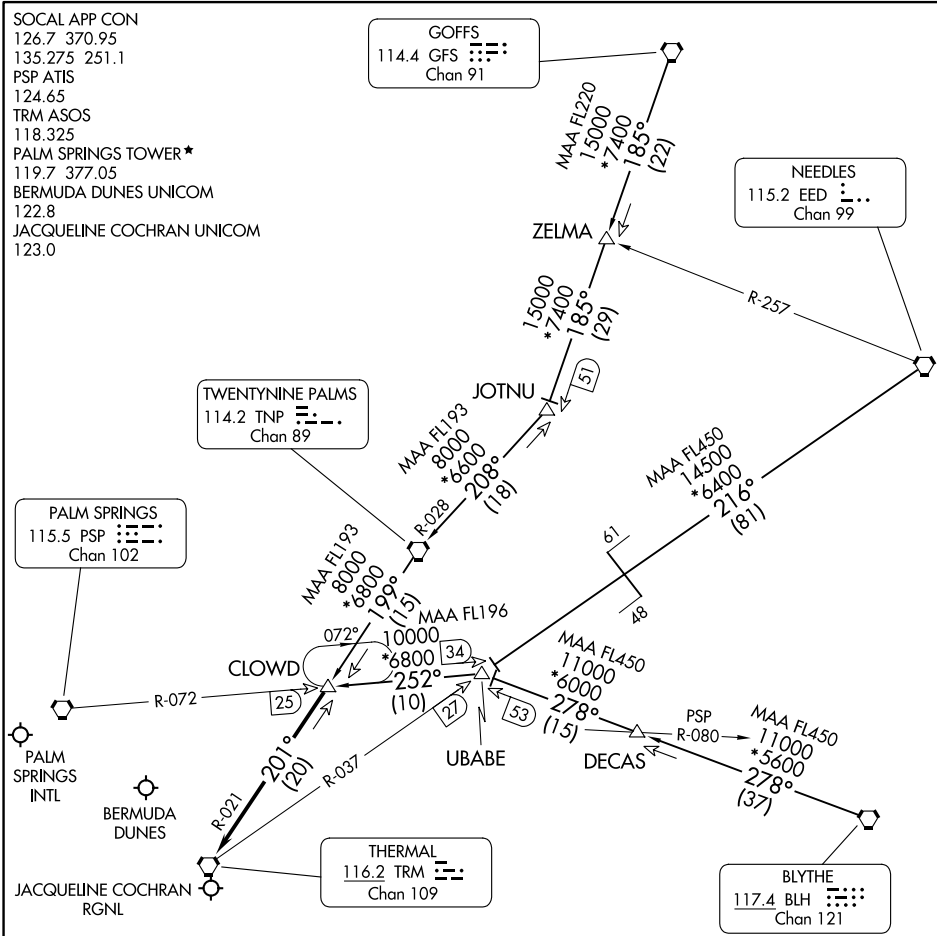 SOCAL APP CON
126.7 370.95
135.275 251.1
PSP ATIS
124.65
TRM ASOS
118.325
PALM SPRINGS TOWER★
119.7 377.05
BERMUDA DUNES UNICOM
122.8
JACQUELINE COCHRAN UNICOM
123.0
GOFFS
114.4 GFS
Chan 91
MAA FL220
15000
*7400
185°
(22)
NEEDLES
115.2 EED
Chan 99
ZELMA
R-257
15000
*7400
185°
(29)
TWENTYNINE PALMS
114.2 TNP
Chan 89
JOTNU
51
MAA FL193
8000
*6600
208°
(18)
R-028
MAA FL450
14500
*6400
216°
(81)
61
48
PALM SPRINGS
115.5 PSP
Chan 102
MAA FL193
8000
*6800
199°
(15)
MAA FL196
10000
*6800
252°
(10)
072°
34
CLOWD
R-072
25
27
53
MAA FL450
11000
*6000
278°
(15)
PSP
R-080
UBABE
DECAS
MAA FL450
11000
*5600
278°
(37)
PALM
SPRINGS
INTL
BERMUDA
DUNES
201°
(20)
R-021
R-037
THERMAL
116.2 TRM
Chan 109
JACQUELINE COCHRAN
RGNL
BLYTHE
117.4 BLH
Chan 121